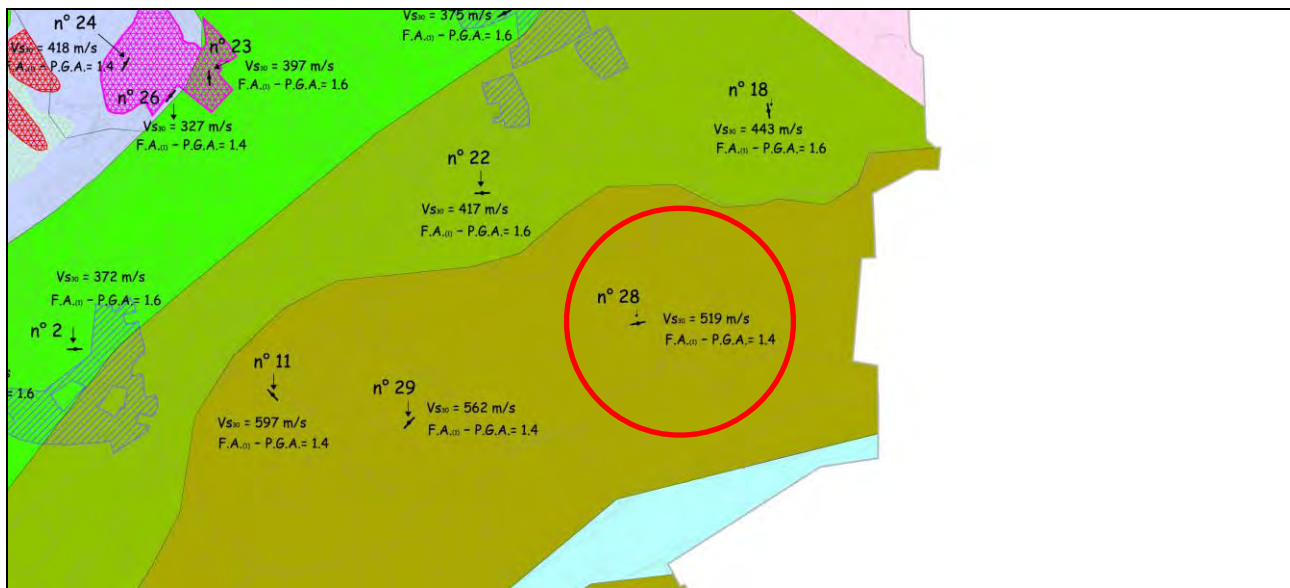 n° 24
Vs₃₀ = 418 m/s
F.A.₍₁₎ – P.G.A.= 1.4
n° 23
Vs₃₀ = 397 m/s
F.A.₍₁₎ – P.G.A.= 1.6
n° 26
Vs₃₀ = 327 m/s
F.A.₍₁₎ – P.G.A.= 1.4
Vs₃₀ = 375 m/s
F.A.₍₁₎ – P.G.A.= 1.6
n° 18
Vs₃₀ = 443 m/s
F.A.₍₁₎ – P.G.A.= 1.6
n° 22
Vs₃₀ = 417 m/s
F.A.₍₁₎ – P.G.A.= 1.6
Vs₃₀ = 372 m/s
F.A.₍₁₎ – P.G.A.= 1.6
n° 2
n° 28
Vs₃₀ = 519 m/s
F.A.₍₁₎ – P.G.A.= 1.4
n° 11
Vs₃₀ = 597 m/s
F.A.₍₁₎ – P.G.A.= 1.4
n° 29
Vs₃₀ = 562 m/s
F.A.₍₁₎ – P.G.A.= 1.4
s
= 1.6